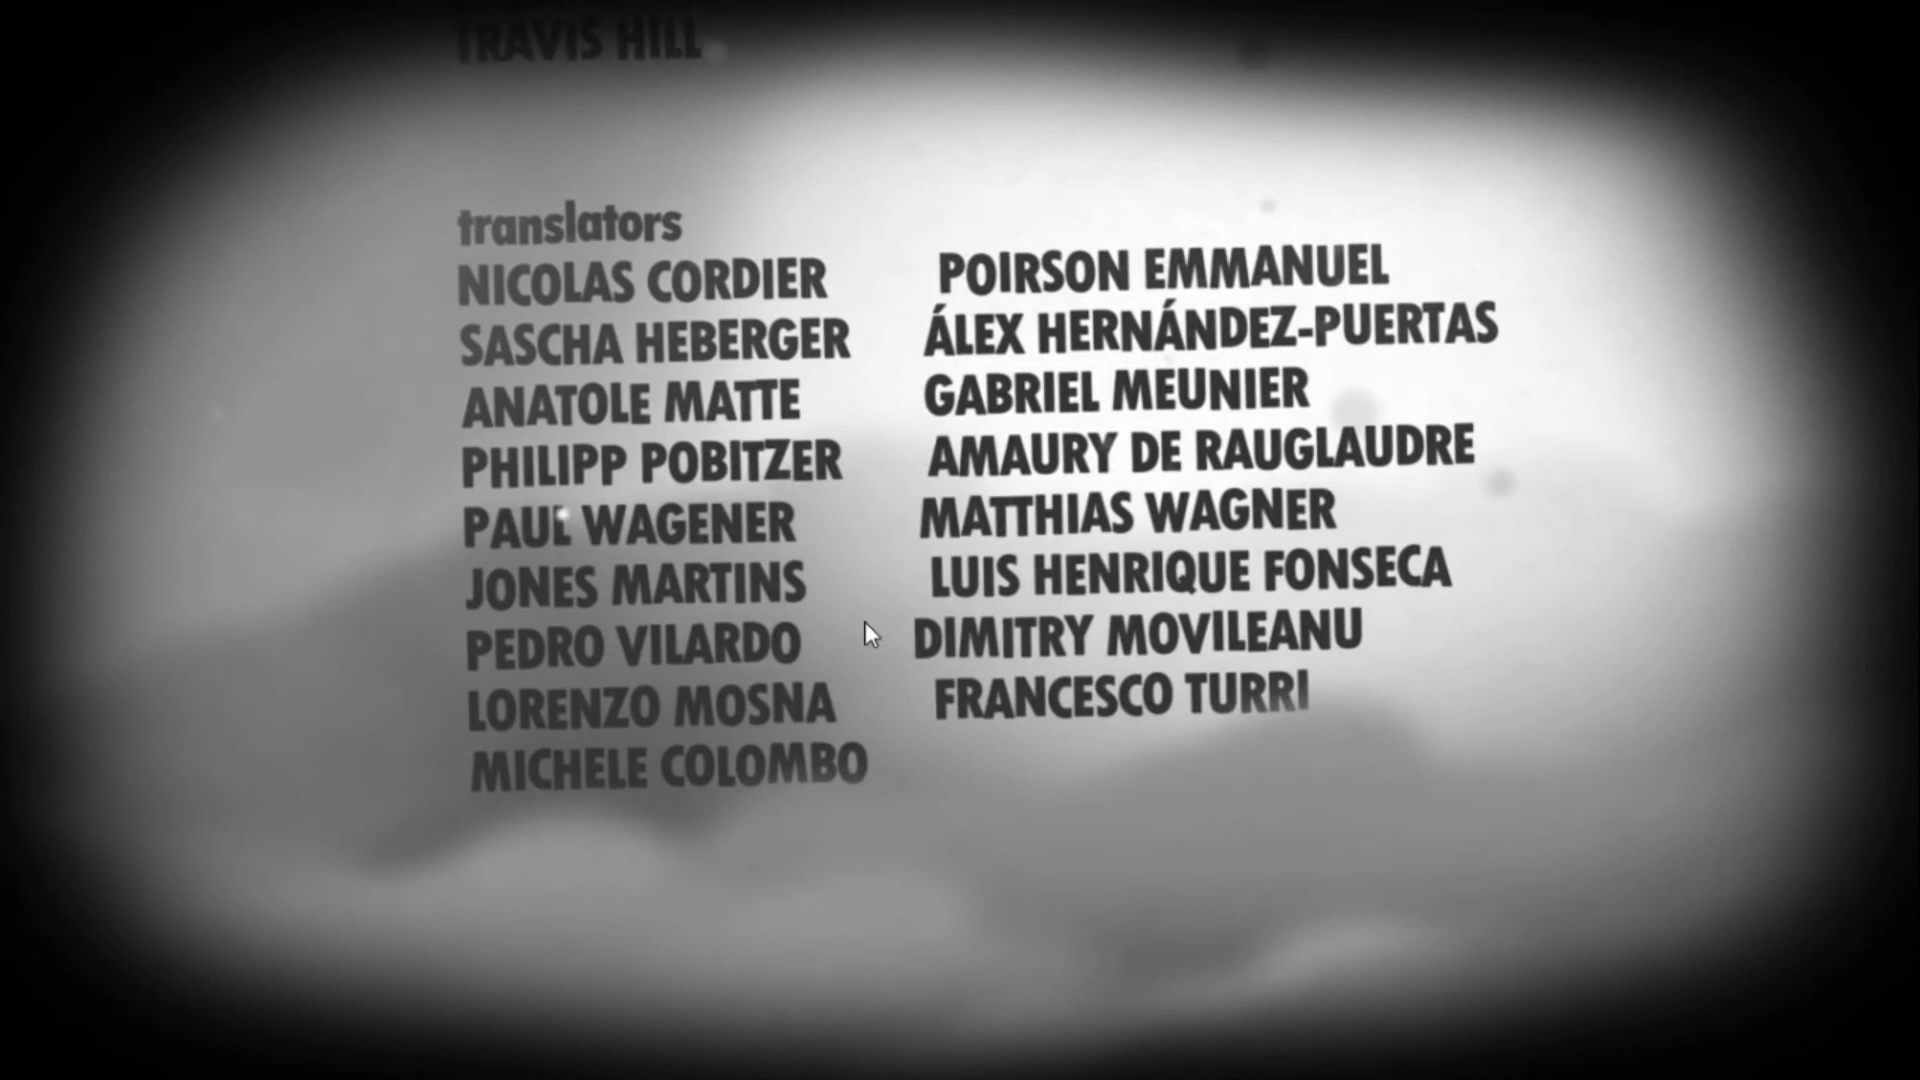 TRAVIS HILL
translators
NICOLAS CORDIER
SASCHA HEBERGER
ANATOLE MATTE
PHILIPP POBITZER
PAUL WAGENER
JONES MARTINS
PEDRO VILARDO
LORENZO MOSNA
MICHELE COLOMBO
POIRSON EMMANUEL
ÁLEX HERNÁNDEZ-PUERTAS
GABRIEL MEUNIER
AMAURY DE RAUGLAUDRE
MATTHIAS WAGNER
LUIS HENRIQUE FONSECA
DIMITRY MOVILEANU
FRANCESCO TURRI